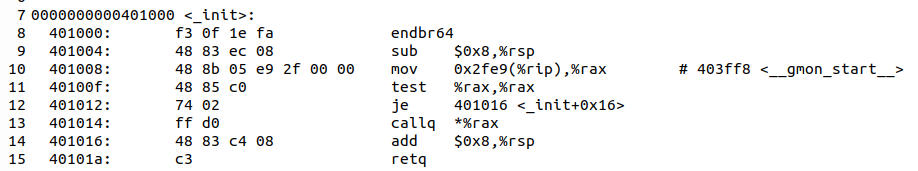 7 0000000000401000 <_init>:
8 401000: f3 0f 1e fa endbr64
9 401004: 48 83 ec 08 sub $0x8,%rsp
10 401008: 48 8b 05 e9 2f 00 00 mov 0x2fe9(%rip),%rax # 403ff8 <__gmon_start__>
11 40100f: 48 85 c0 test %rax,%rax
12 401012: 74 02 je 401016 <_init+0x16>
13 401014: ff d0 callq *%rax
14 401016: 48 83 c4 08 add $0x8,%rsp
15 40101a: c3 retq